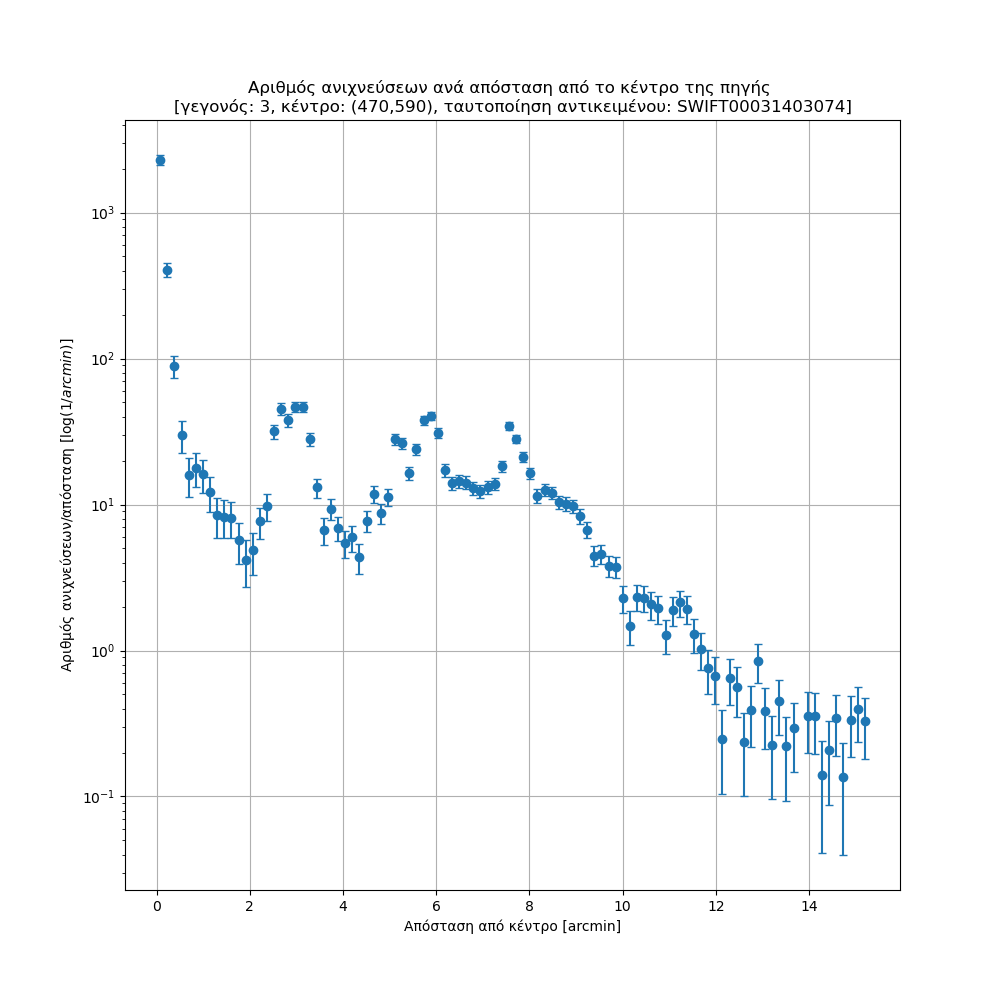 Αριθμός ανιχνεύσεων ανά απόσταση από το κέντρο της πηγής
[γεγονός: 3, κέντρο: (470,590), ταυτοποίηση αντικειμένου: SWIFT00031403074]
Αριθμός ανιχνεύσεων/απόσταση [log(1/arcmin)]
10³
10²
10¹
10⁰
10⁻¹
0 2 4 6 8 10 12 14
Απόσταση από κέντρο [arcmin]